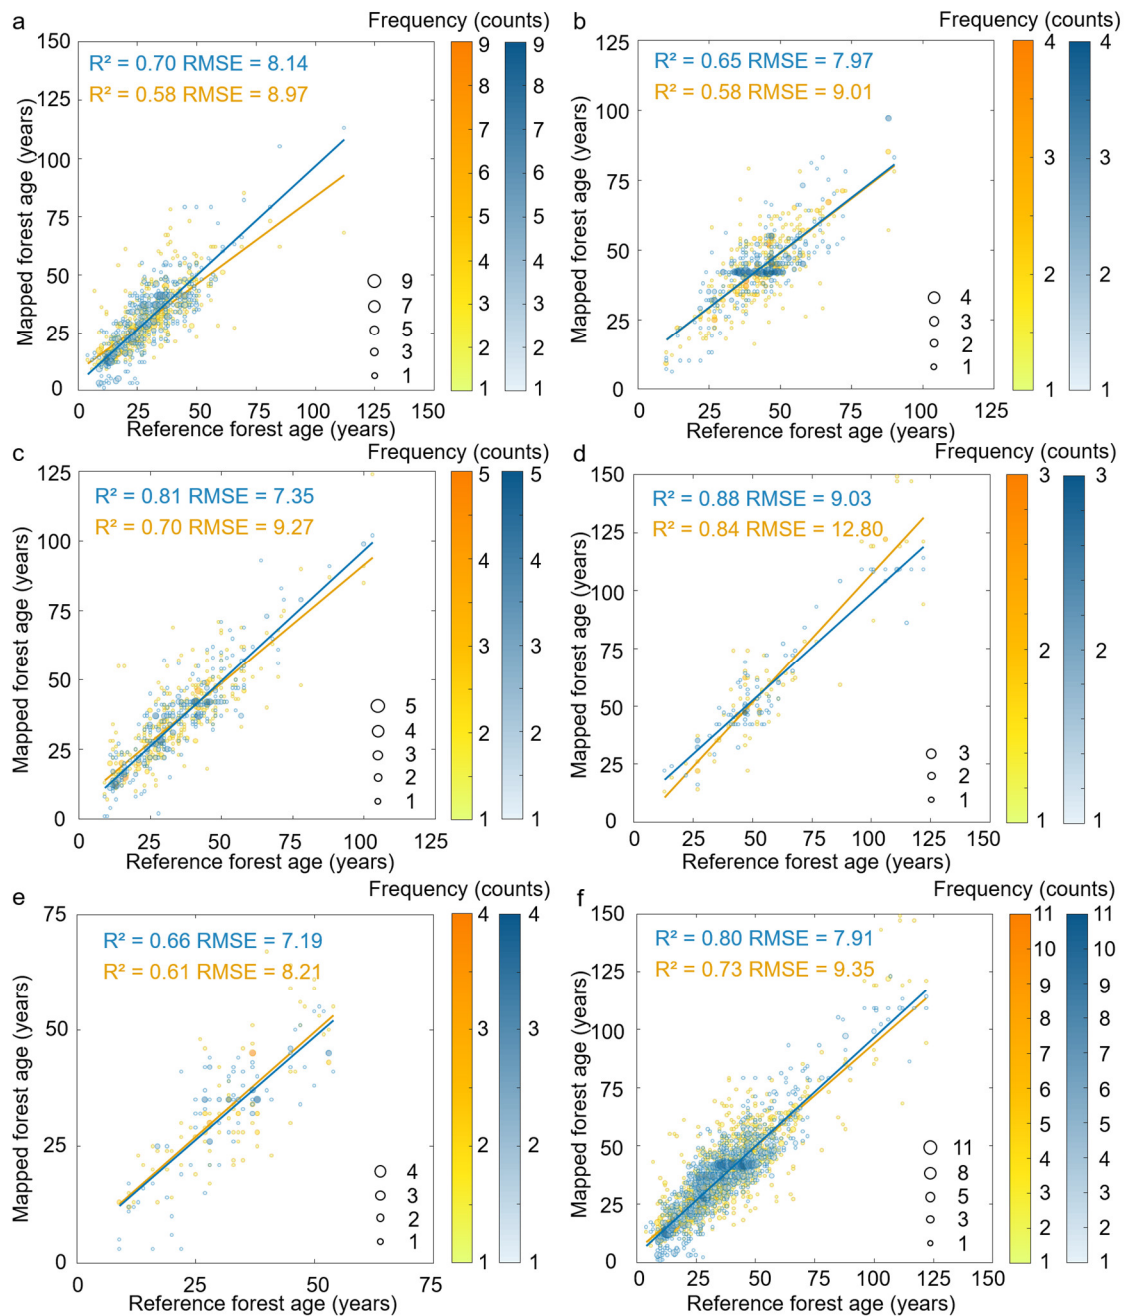 a
Frequency (counts)
R² = 0.70 RMSE = 8.14
R² = 0.58 RMSE = 8.97
Mapped forest age (years)
150
125
100
75
50
25
0
0 25 50 75 100 125 150
Reference forest age (years)
9
7
5
3
1
9 9
8 8
7 7
6 6
5 5
4 4
3 3
2 2
1 1
b
Frequency (counts)
R² = 0.65 RMSE = 7.97
R² = 0.58 RMSE = 9.01
Mapped forest age (years)
125
100
75
50
25
0
0 25 50 75 100 125
Reference forest age (years)
4
3
2
1
4 4
3 3
2 2
1 1
c
Frequency (counts)
R² = 0.81 RMSE = 7.35
R² = 0.70 RMSE = 9.27
Mapped forest age (years)
125
100
75
50
25
0
0 25 50 75 100 125
Reference forest age (years)
5
4
3
2
1
5 5
4 4
3 3
2 2
1 1
d
Frequency (counts)
R² = 0.88 RMSE = 9.03
R² = 0.84 RMSE = 12.80
Mapped forest age (years)
150
125
100
75
50
25
0
0 25 50 75 100 125 150
Reference forest age (years)
3
2
1
3 3
2 2
1 1
e
Frequency (counts)
R² = 0.66 RMSE = 7.19
R² = 0.61 RMSE = 8.21
Mapped forest age (years)
75
50
25
0
0 25 50 75
Reference forest age (years)
4
3
2
1
4 4
3 3
2 2
1 1
f
Frequency (counts)
R² = 0.80 RMSE = 7.91
R² = 0.73 RMSE = 9.35
Mapped forest age (years)
150
125
100
75
50
25
0
0 25 50 75 100 125 150
Reference forest age (years)
11
8
5
3
1
11 11
10 10
9 9
8 8
7 7
6 6
5 5
4 4
3 3
2 2
1 1